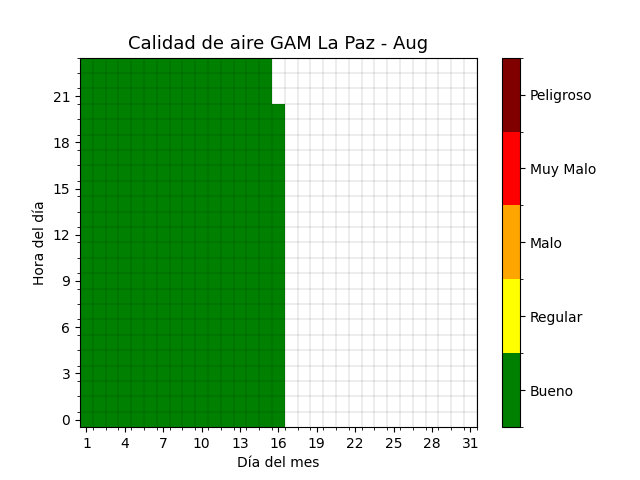 Calidad de aire GAM La Paz - Aug
Hora del día
21
18
15
12
9
6
3
0
1 4 7 10 13 16 19 22 25 28 31
Día del mes
Peligroso
Muy Malo
Malo
Regular
Bueno